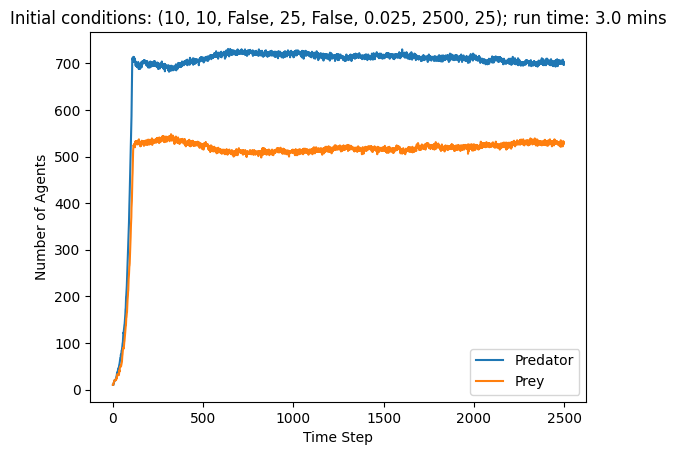 Initial conditions: (10, 10, False, 25, False, 0.025, 2500, 25); run time: 3.0 mins
700
600
500
400
300
200
100
0
Number of Agents
Predator
Prey
0 500 1000 1500 2000 2500
Time Step